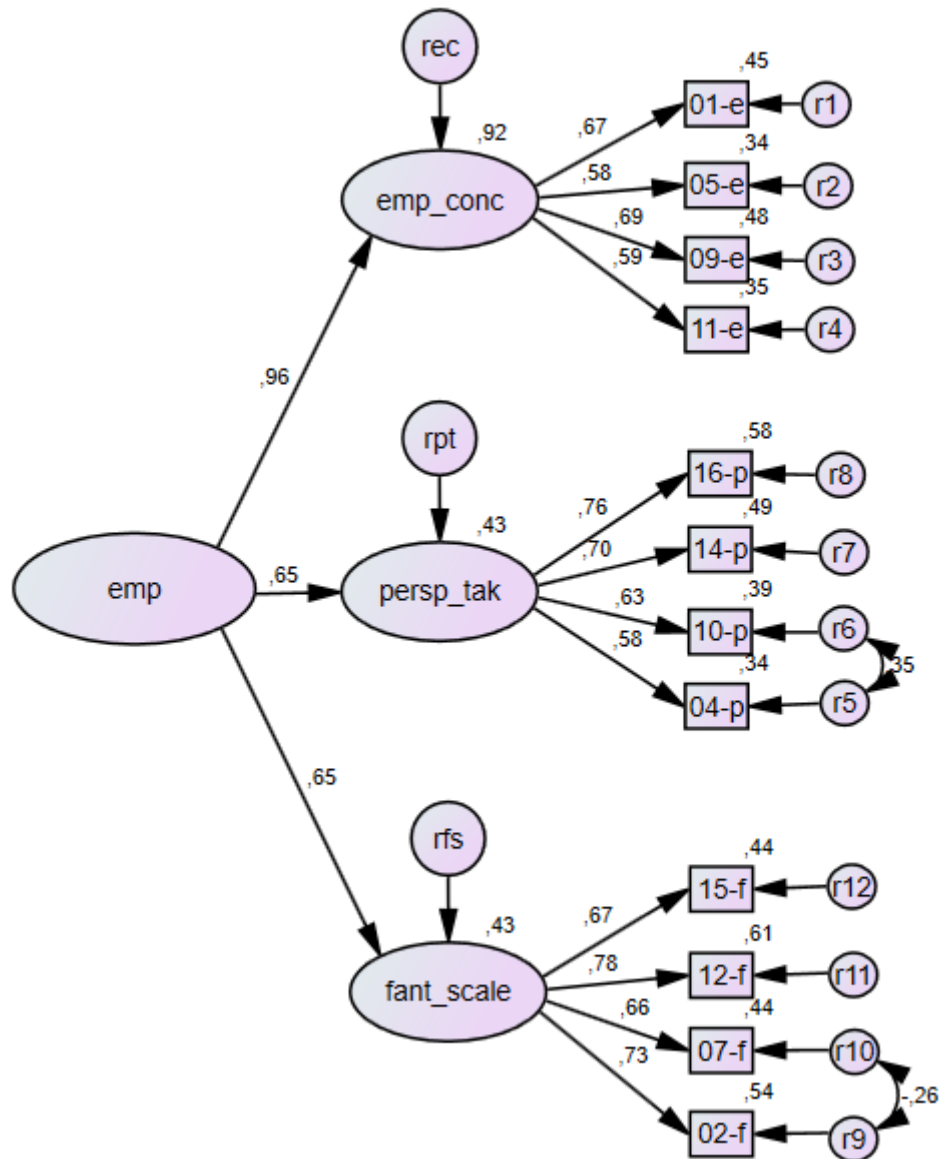 rec
,45
01-e
r1
,67
,92
,34
emp_conc
,58
05-e
r2
,69
,48
09-e
r3
,59
,35
11-e
r4
,96
rpt
,58
16-p
r8
,76
,43
,49
14-p
r7
,70
emp
,65
persp_tak
,63
,39
10-p
r6
,58
,34
,35
04-p
r5
,65
rfs
,44
15-f
r12
,67
,43
,61
12-f
r11
,78
fant_scale
,66
,44
07-f
r10
,73
,54
-,26
02-f
r9